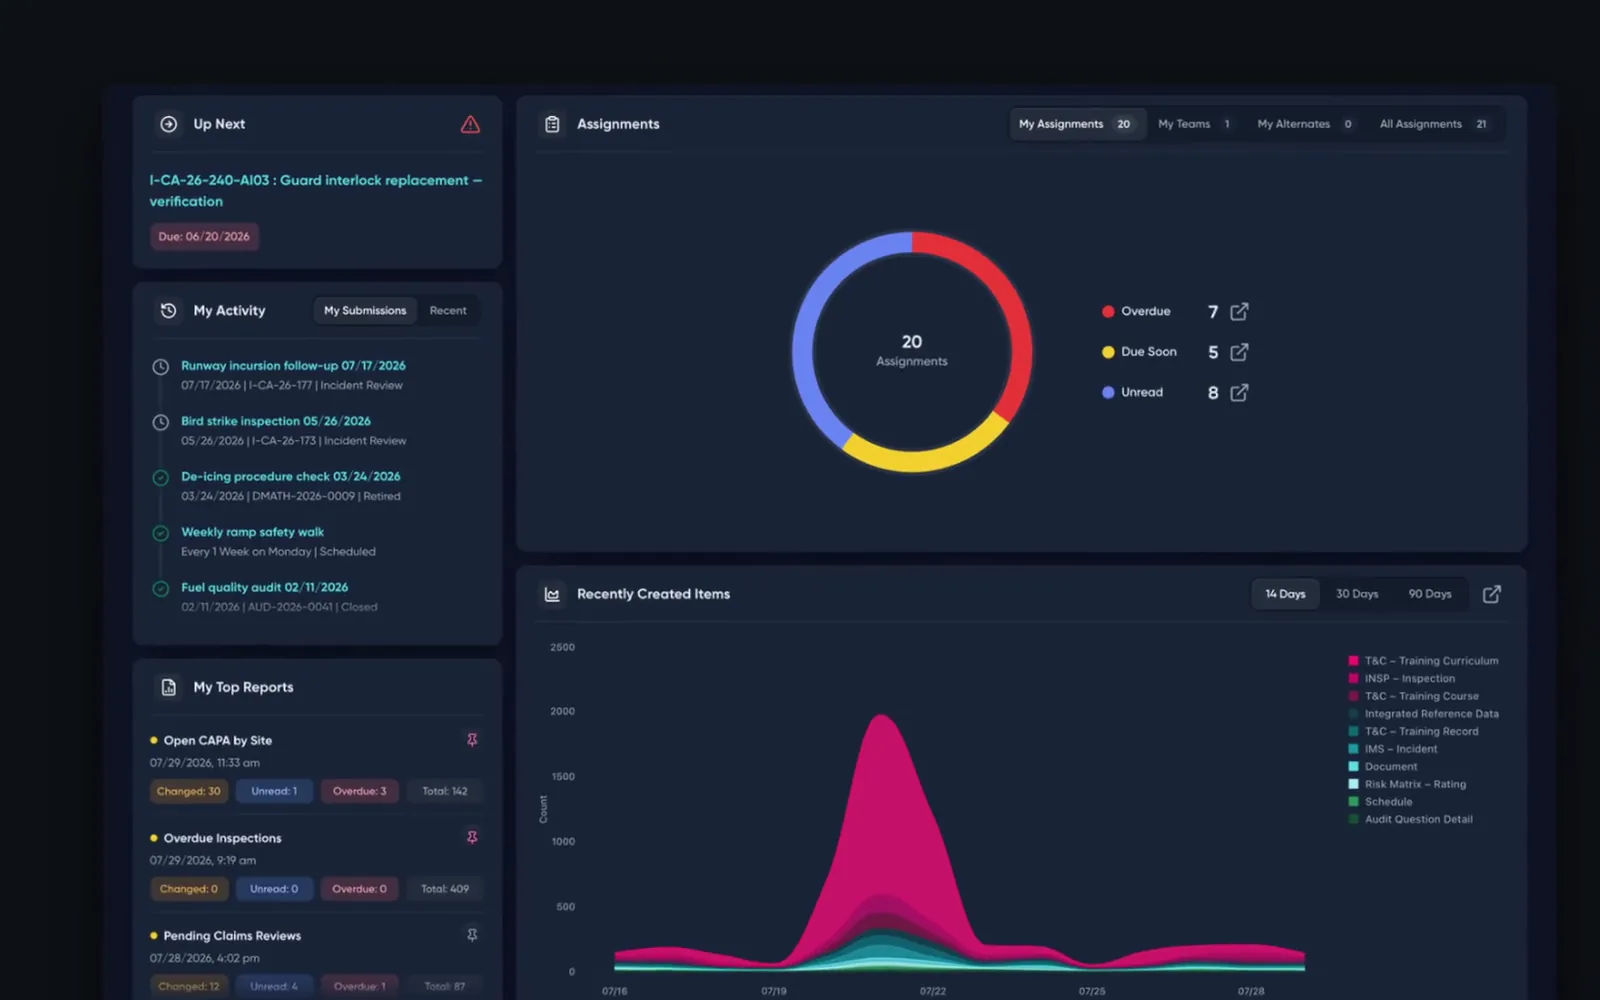 Up Next
I-CA-26-240-AI03 : Guard interlock replacement –
verification
Due: 06/20/2026
My Activity
My Submissions
Recent
Runway incursion follow-up 07/17/2026
07/17/2026 | I-CA-26-177 | Incident Review
Bird strike inspection 05/26/2026
05/26/2026 | I-CA-26-173 | Incident Review
De-icing procedure check 03/24/2026
03/24/2026 | DMATH-2026-0009 | Retired
Weekly ramp safety walk
Every 1 Week on Monday | Scheduled
Fuel quality audit 02/11/2026
02/11/2026 | AUD-2026-0041 | Closed
My Top Reports
Open CAPA by Site
07/29/2026, 11:33 am
Changed: 30 Unread: 1 Overdue: 3 Total: 142
Overdue Inspections
07/29/2026, 9:19 am
Changed: 0 Unread: 0 Overdue: 0 Total: 409
Pending Claims Reviews
07/28/2026, 4:02 pm
Changed: 12 Unread: 4 Overdue: 1 Total: 87
Assignments
My Assignments 20 My Teams 1 My Alternates 0 All Assignments 21
20
Assignments
Overdue 7
Due Soon 5
Unread 8
Recently Created Items
14 Days 30 Days 90 Days
2500
2000
1500
1000
500
0
Count
07/16 07/19 07/22 07/25 07/28
T&C – Training Curriculum
INSP – Inspection
T&C – Training Course
Integrated Reference Data
T&C – Training Record
IMS – Incident
Document
Risk Matrix – Rating
Schedule
Audit Question Detail